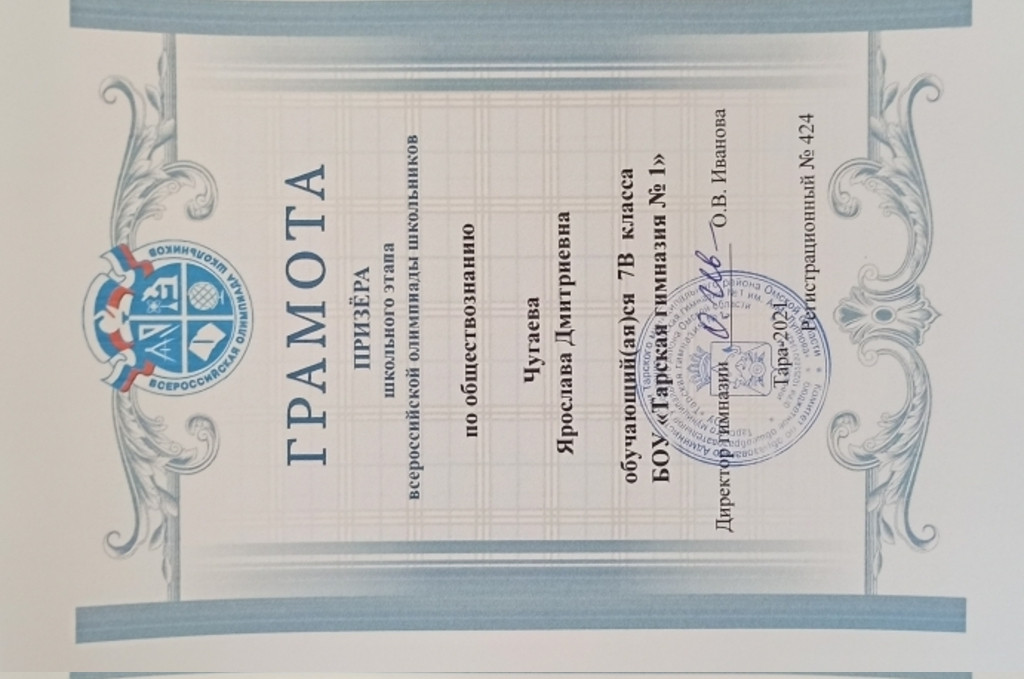 ВСЕРОССИЙСКАЯ ОЛИМПИАДА ШКОЛЬНИКОВ
ГРАМОТА
ПРИЗЁРА
школьного этапа
всероссийской олимпиады школьников
по обществознанию
Чугаева
Ярослава Дмитриевна
обучающий(ая)ся 7В класса
БОУ «Тарская гимназия № 1»
Директор гимназии О.В. Иванова
Тара-2021
Регистрационный № 424